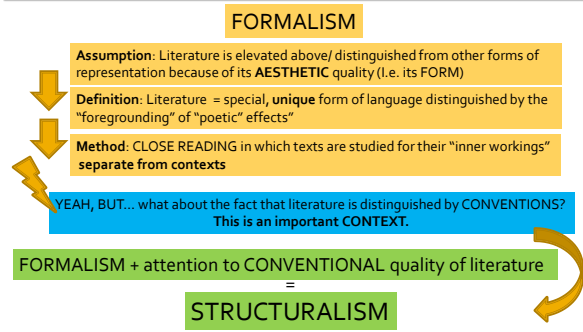 FORMALISM
Assumption: Literature is elevated above/ distinguished from other forms of
representation because of its AESTHETIC quality (I.e. its FORM)
Definition: Literature = special, unique form of language distinguished by the
“foregrounding” of “poetic” effects”
Method: CLOSE READING in which texts are studied for their “inner workings”
separate from contexts
YEAH, BUT... what about the fact that literature is distinguished by CONVENTIONS?
This is an important CONTEXT.
FORMALISM + attention to CONVENTIONAL quality of literature
=
STRUCTURALISM